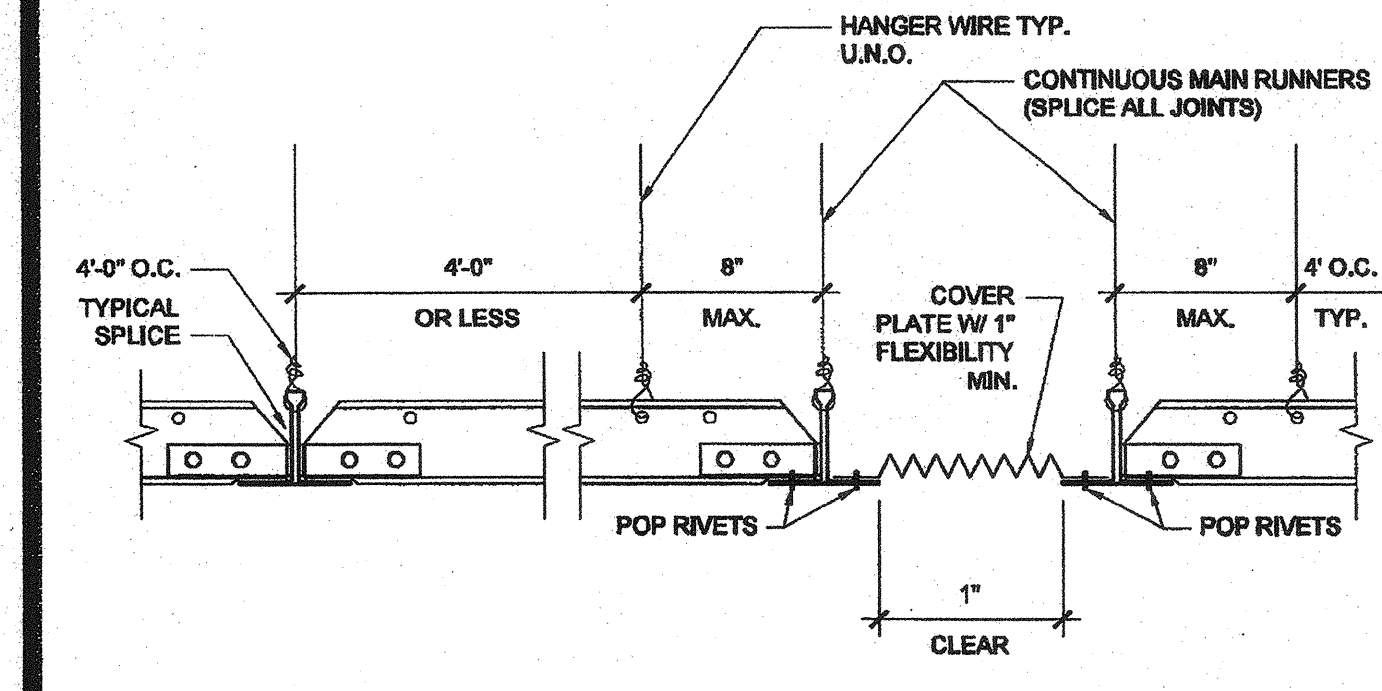 HANGER WIRE TYP.
U.N.O.
CONTINUOUS MAIN RUNNERS
(SPLICE ALL JOINTS)
4'-0" O.C.
TYPICAL
SPLICE
4'-0"
OR LESS
8"
MAX.
COVER
PLATE W/ 1"
FLEXIBILITY
MIN.
8"
MAX.
4' O.C.
TYP.
POP RIVETS
POP RIVETS
1"
CLEAR